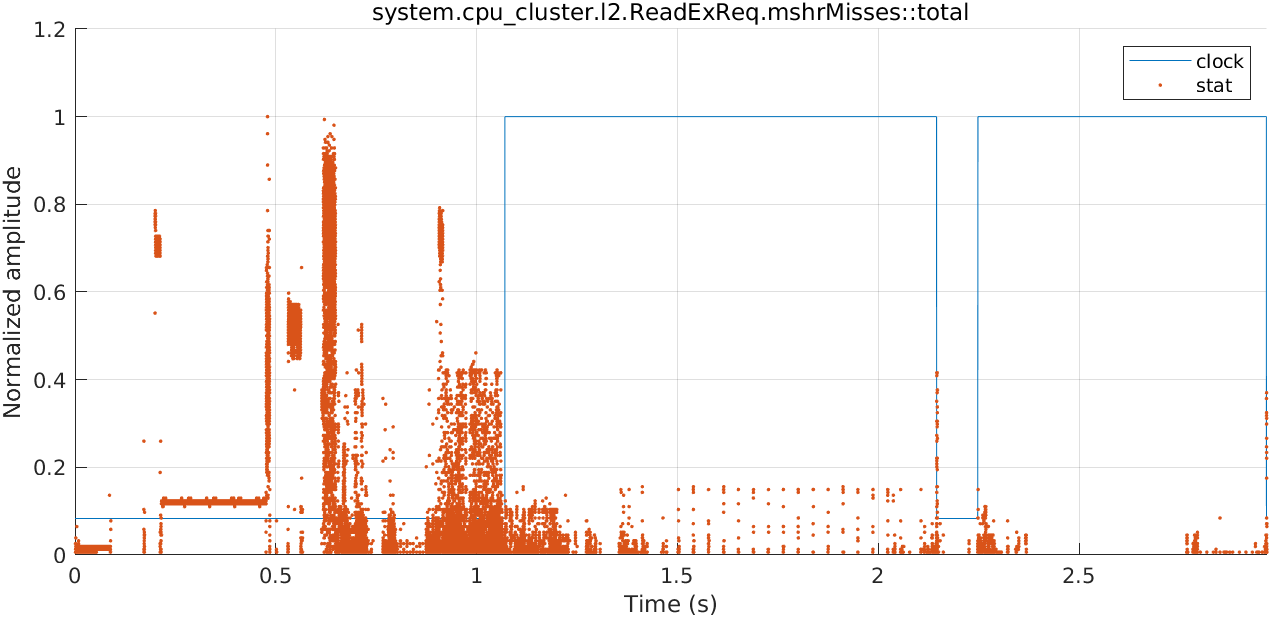 system.cpu_cluster.l2.ReadExReq.mshrMisses::total
1.2
1
0.8
0.6
0.4
0.2
0
Normalized amplitude
clock
stat
0 0.5 1 1.5 2 2.5
Time (s)